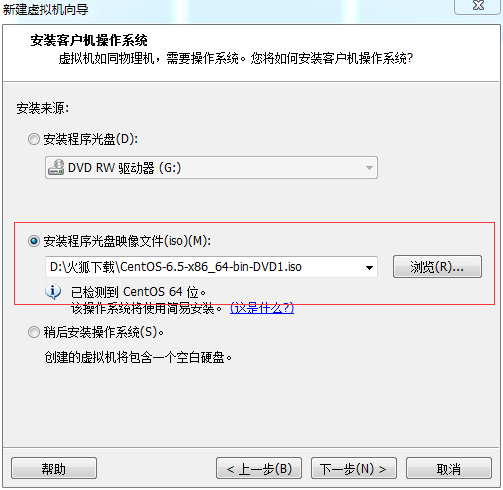 新建虚拟机向导
安装客户机操作系统
虚拟机如同物理机，需要操作系统。您将如何安装客户机操作系统?
安装来源:
安装程序光盘(D):
DVD RW 驱动器 (G:)
安装程序光盘映像文件(iso)(M):
D:\火狐下载\CentOS-6.5-x86_64-bin-DVD1.iso
浏览(R)...
已检测到 CentOS 64 位。
该操作系统将使用简易安装。 (这是什么?)
稍后安装操作系统(S)。
创建的虚拟机将包含一个空白硬盘。
帮助
< 上一步(B)
下一步(N) >
取消